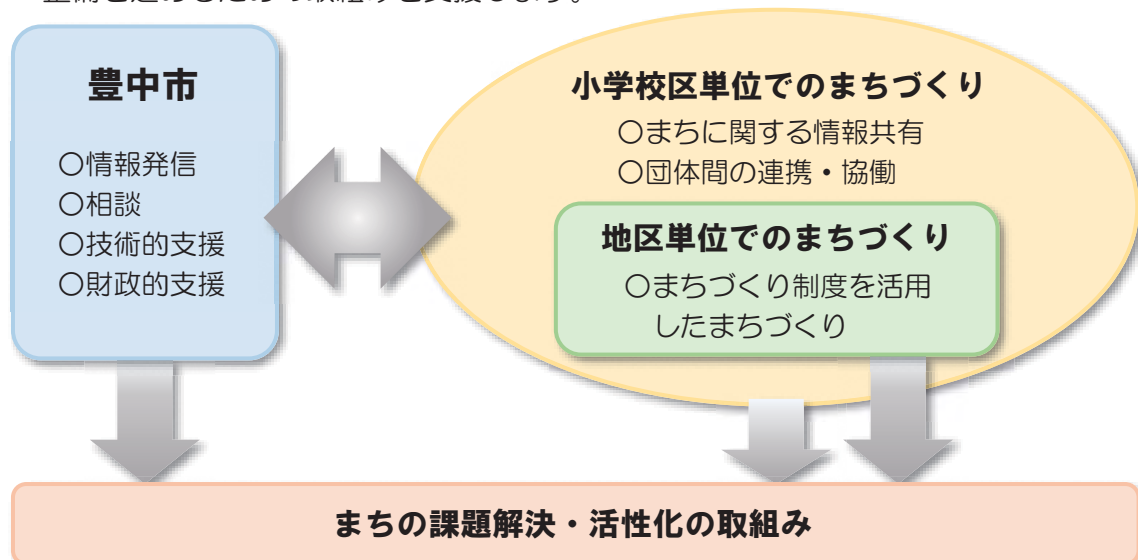 豊中市
○情報発信
○相談
○技術的支援
○財政的支援
小学校区単位でのまちづくり
○まちに関する情報共有
○団体間の連携・協働
地区単位でのまちづくり
○まちづくり制度を活用
したまちづくり
まちの課題解決・活性化の取組み